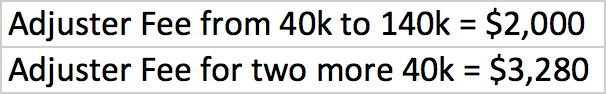 Adjuster Fee from 40k to 140k = $2,000
Adjuster Fee for two more 40k = $3,280